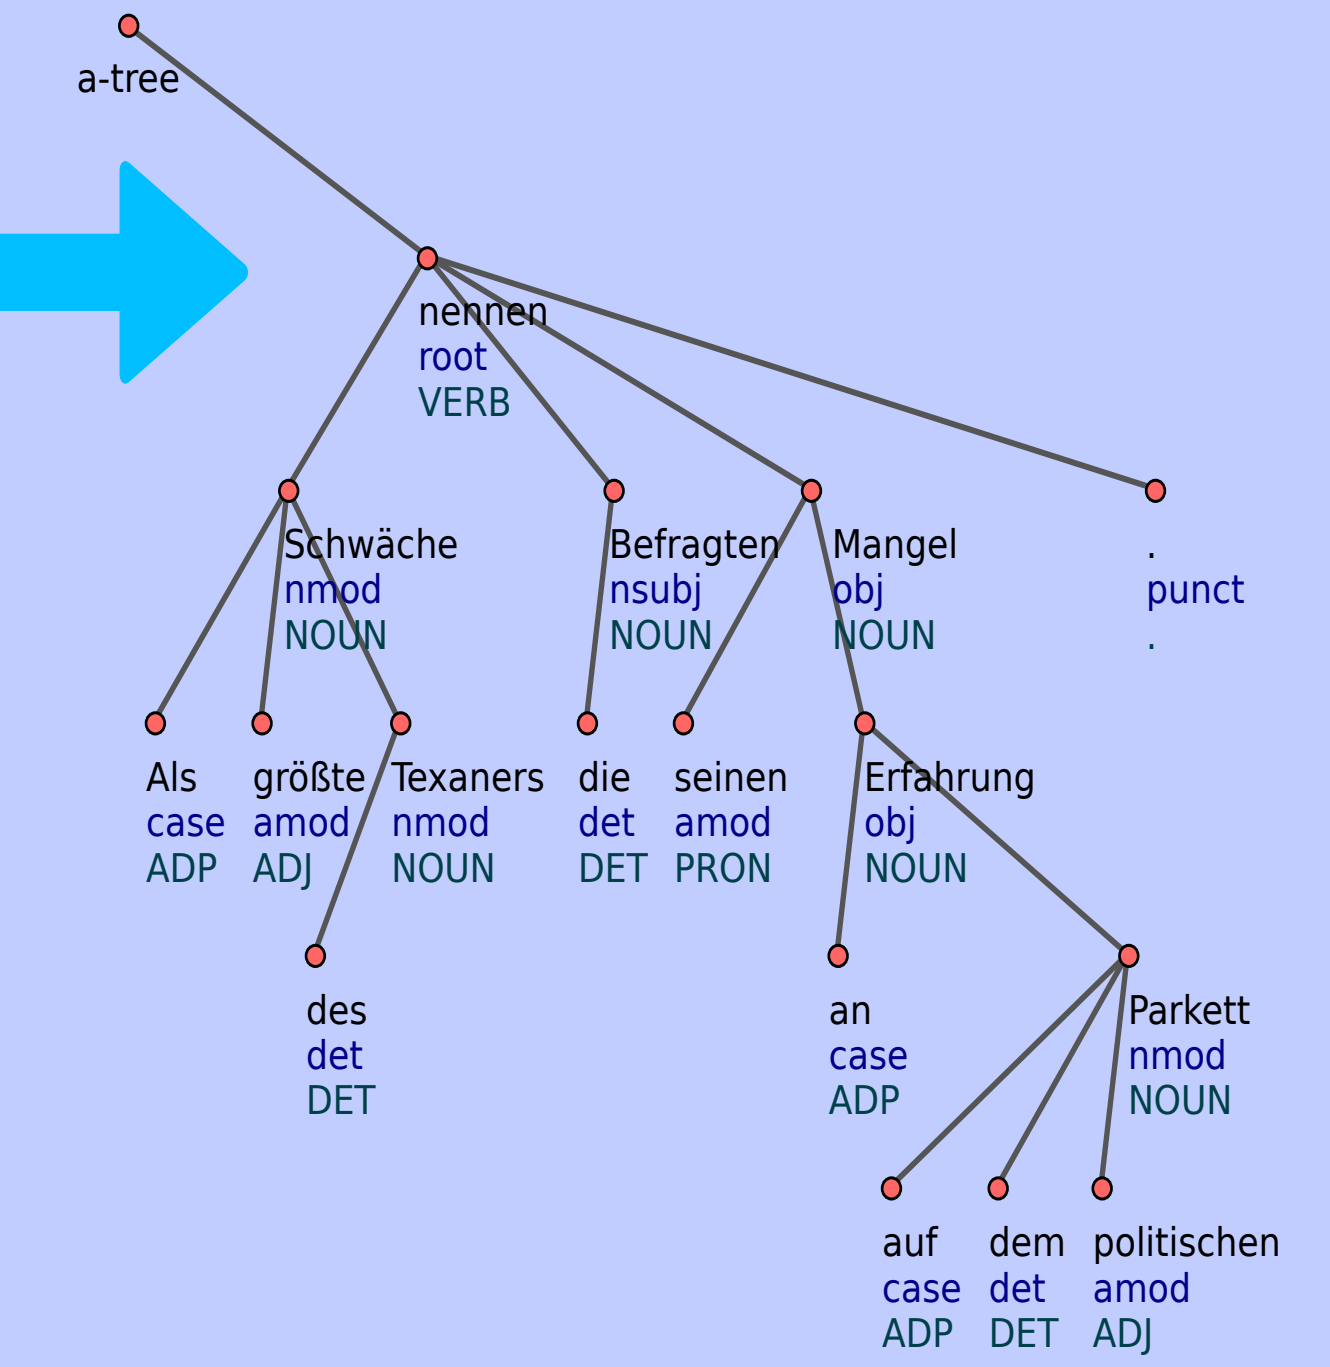 a-tree
nennen
root
VERB
Schwäche Befragten Mangel .
nmod nsubj obj punct
NOUN NOUN NOUN .
Als größte Texaners die seinen Erfahrung
case amod nmod det amod obj
ADP ADJ NOUN DET PRON NOUN
des an Parkett
det case nmod
DET ADP NOUN
auf dem politischen
case det amod
ADP DET ADJ